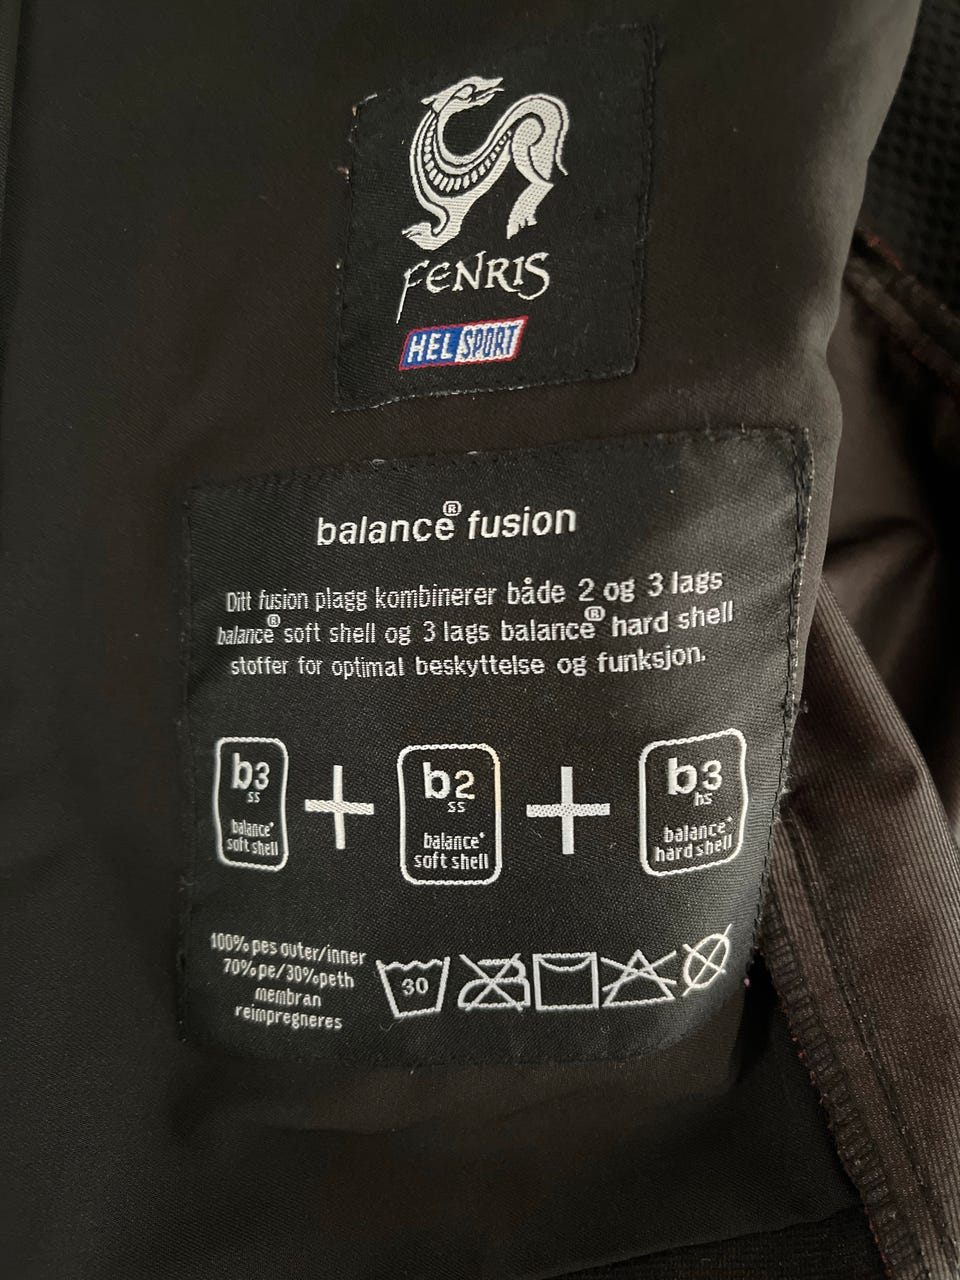 FENRIS
HELSPORT
balance® fusion
Ditt fusion plagg kombinerer både 2 og 3 lags
balance® soft shell og 3 lags balance® hard shell
stoffer for optimal beskyttelse og funksjon.
b3
ss
balance®
soft shell
b2
ss
balance®
soft shell
b3
hs
balance®
hard shell
100% pes outer/inner
70%pe/30%peth
membran
reimpregneres
30